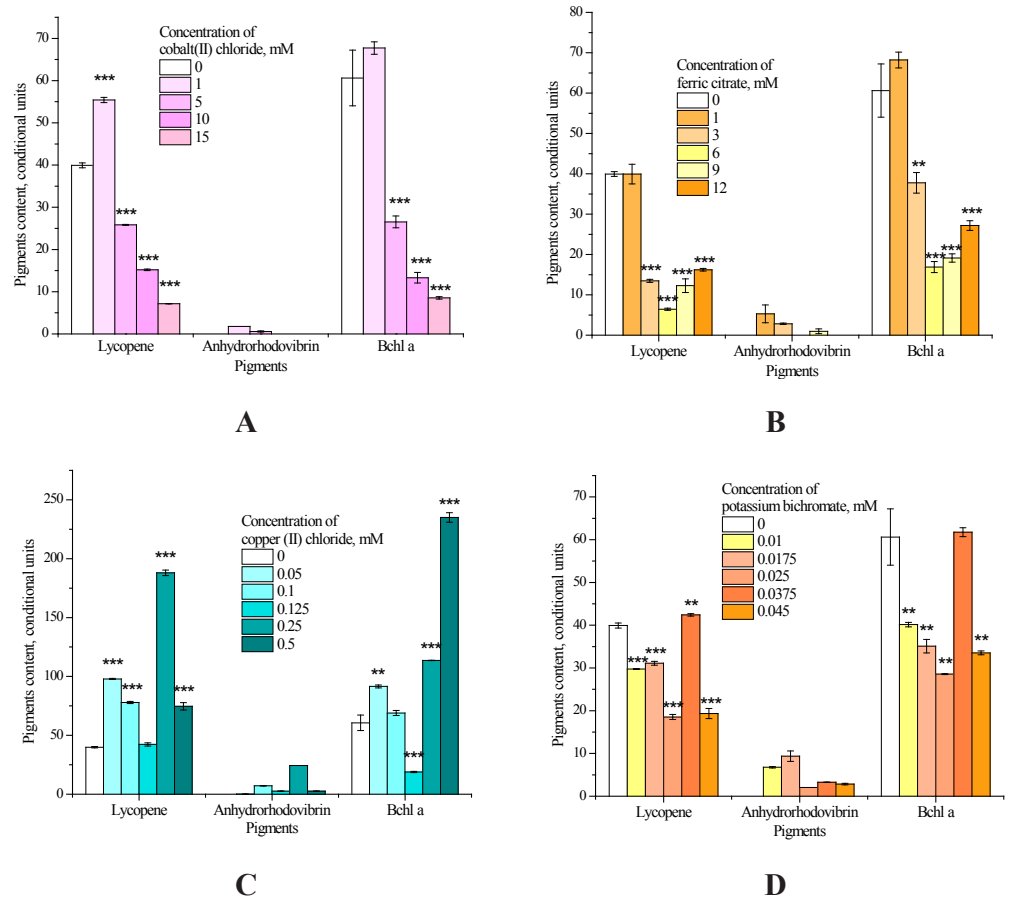 Concentration of
cobalt(II) chloride, mM
0
1
5
10
15
Pigments content, conditional units
70
60
50
40
30
20
10
0
***
***
***
***
***
***
***
Lycopene
Anhydrorhodovibrin
Bchl a
Pigments
A
Concentration of
ferric citrate, mM
0
1
3
6
9
12
Pigments content, conditional units
80
70
60
50
40
30
20
10
0
***
***
***
***
**
***
***
***
Lycopene
Anhydrorhodovibrin
Bchl a
Pigments
B
Concentration of
copper (II) chloride, mM
0
0.05
0.1
0.125
0.25
0.5
Pigments content, conditional units
250
200
150
100
50
0
***
***
***
***
**
***
***
***
Lycopene
Anhydrorhodovibrin
Bchl a
Pigments
C
Concentration of
potassium bichromate, mM
0
0.01
0.0175
0.025
0.0375
0.045
Pigments content, conditional units
70
60
50
40
30
20
10
0
***
***
***
**
***
**
**
**
**
Lycopene
Anhydrorhodovibrin
Bchl a
Pigments
D